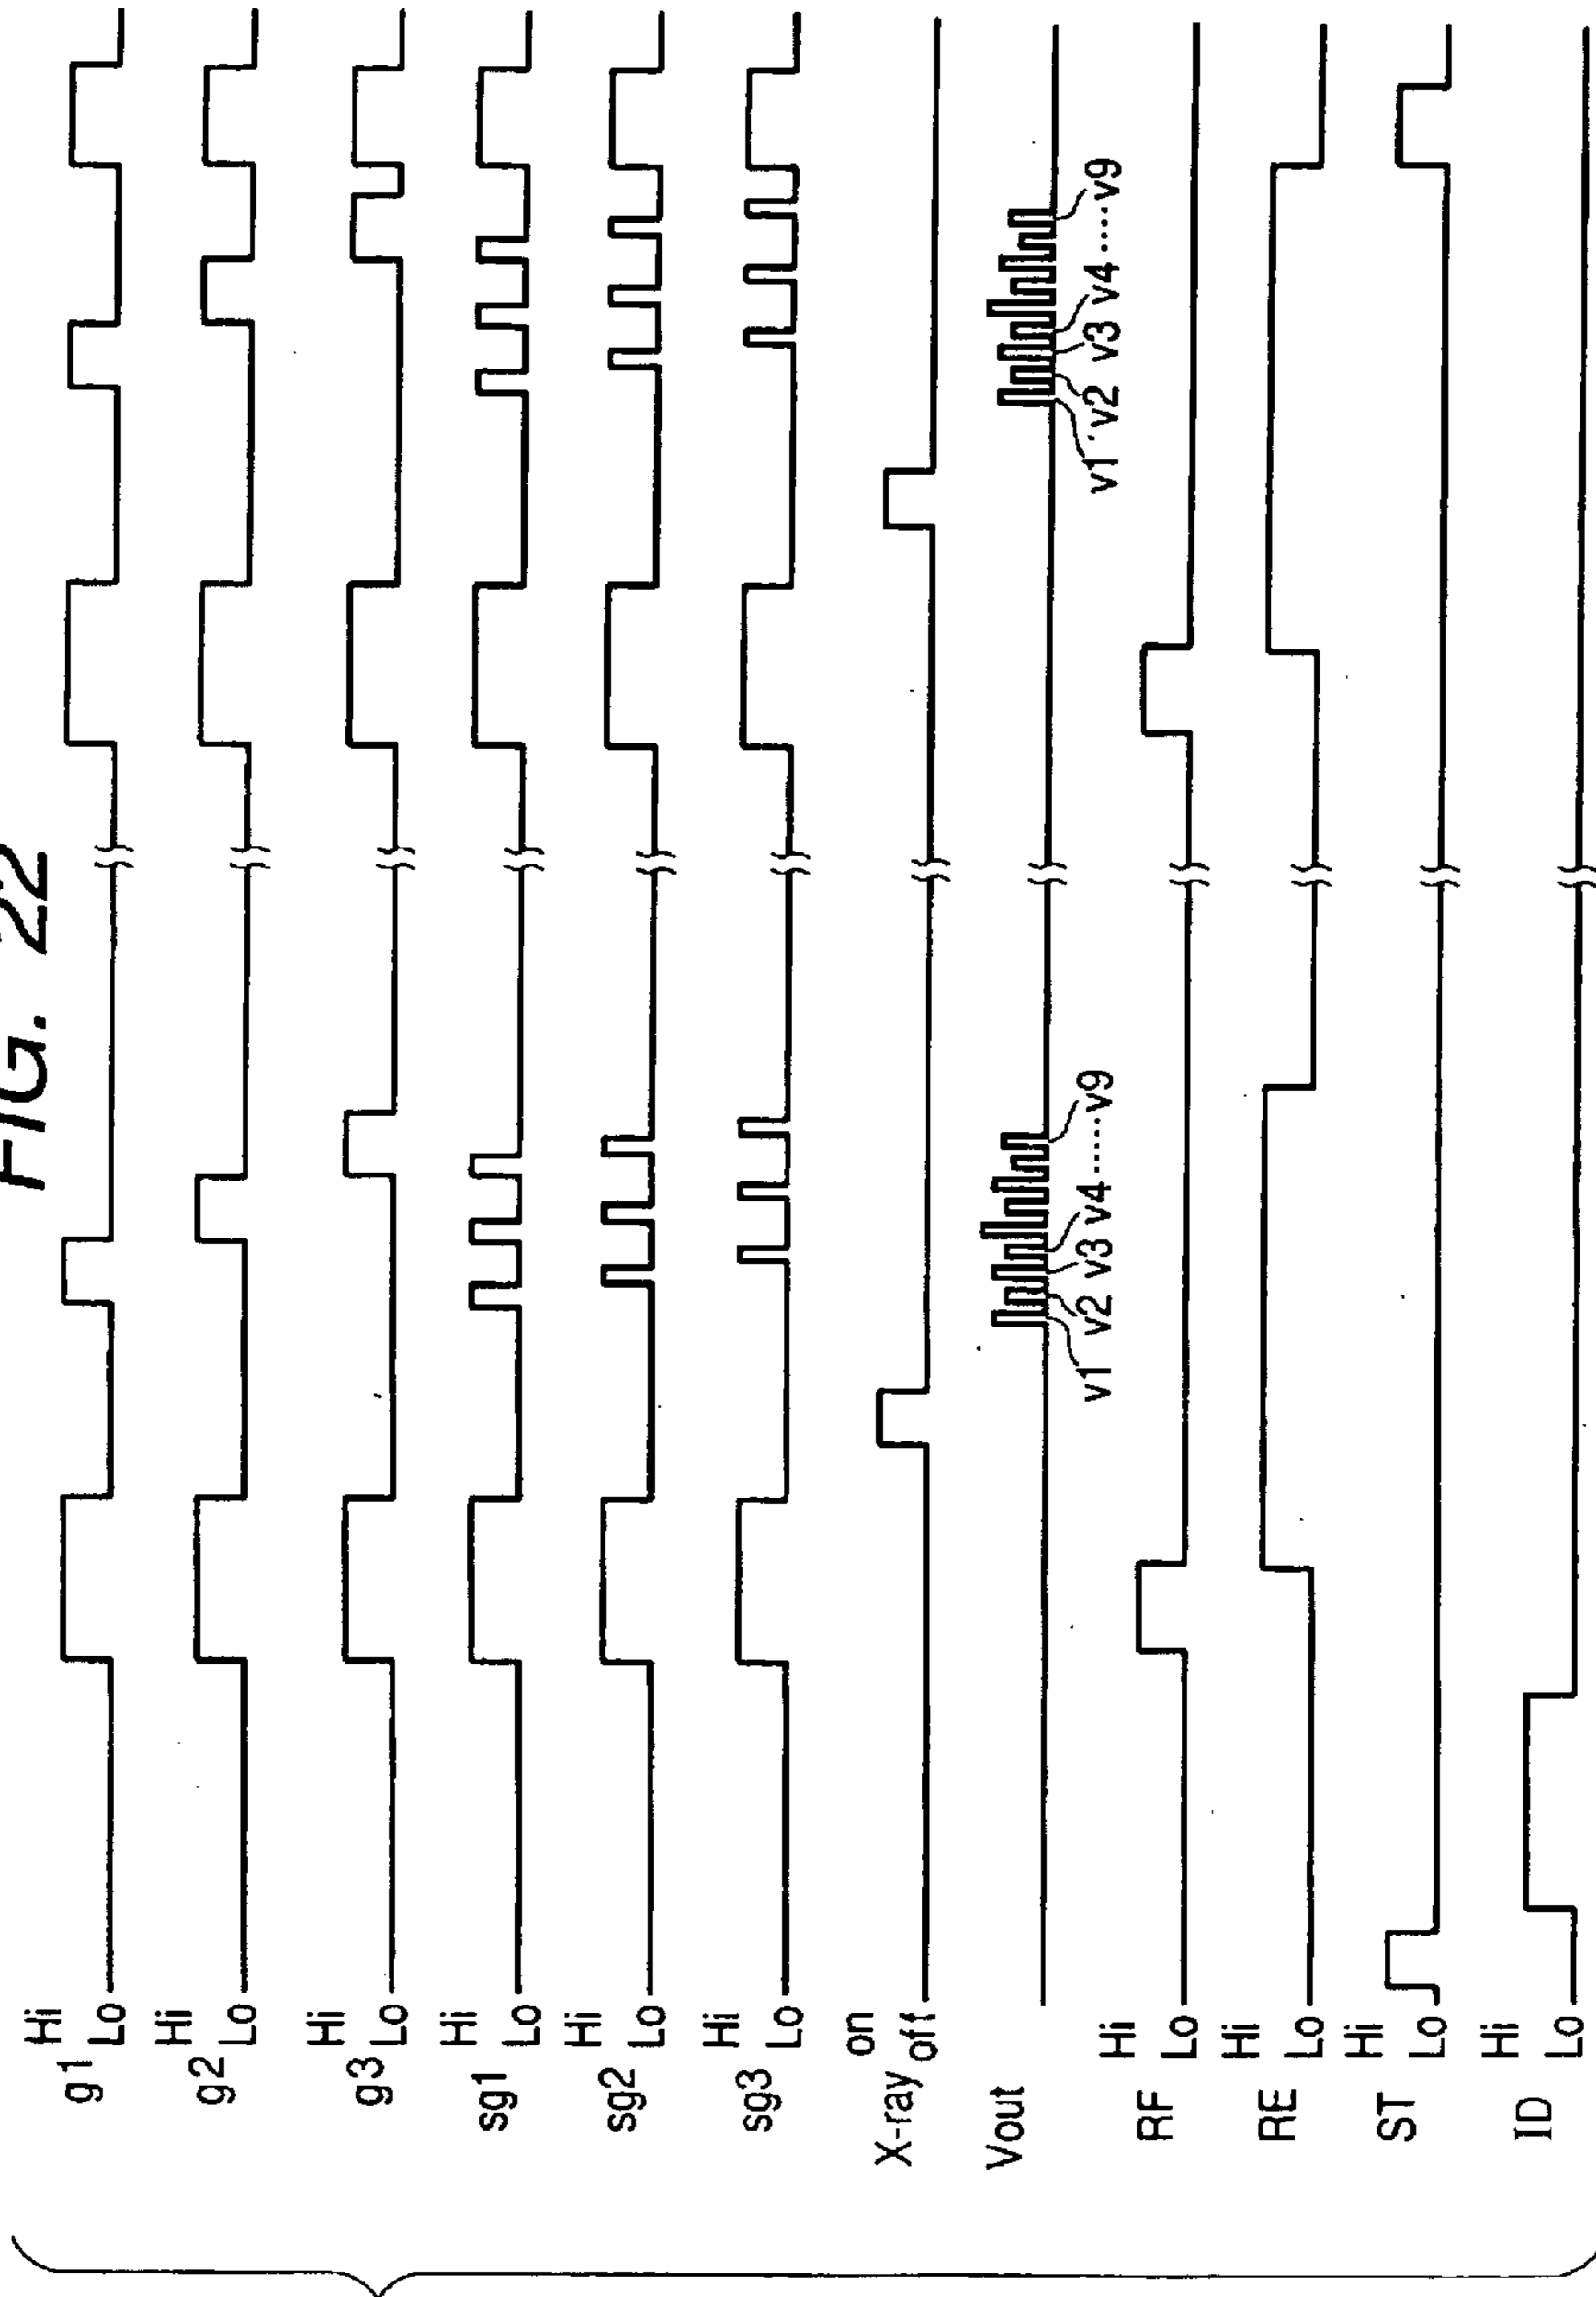 FIG. 22
g1 Hi Lo
g2 Hi Lo
g3 Hi Lo
sg1 Hi Lo
sg2 Hi Lo
sg3 Hi Lo
X-ray on off
Vout
v1 v2 v3 v4 ..... v9
v1 v2 v3 v4 ..... v9
RF Hi Lo
RE Hi Lo
ST Hi Lo
ID Hi Lo